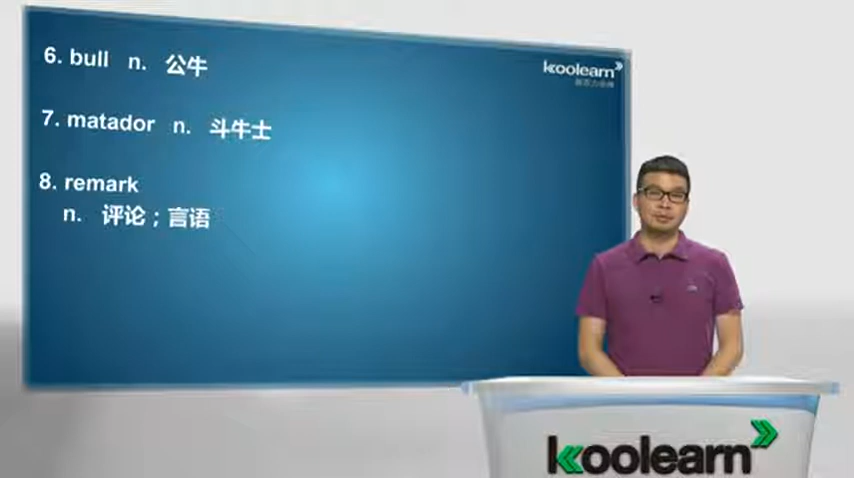 6. bull n. 公牛
7. matador n. 斗牛士
8. remark
n. 评论；言语
koolearn
koolearn